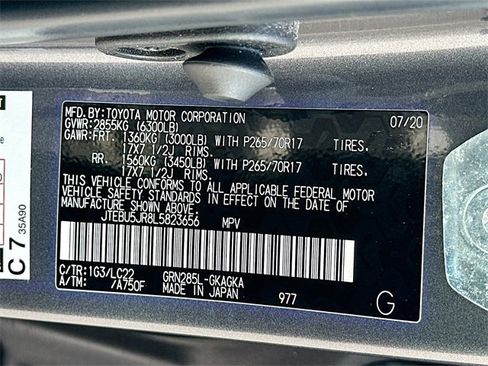 MFD.BY:TOYOTA MOTOR CORPORATION 07/20
GVWR:2855KG (6300LB)
GAWR:FRT. 1360KG (3000LB) WITH P265/70R17 TIRES.
17X7 1/2J RIMS.
RR. 1560KG (3450LB) WITH P265/70R17 TIRES.
17X7 1/2J RIMS.
THIS VEHICLE CONFORMS TO ALL APPLICABLE FEDERAL MOTOR
VEHICLE SAFETY STANDARDS IN EFFECT ON THE DATE OF
MANUFACTURE SHOWN ABOVE.
JTEBU5JR8L5823656 MPV
C/TR:1G3/LC22 GRN285L-GKAGKA
A/TM: /A750F MADE IN JAPAN 977
G
C 7 35A90